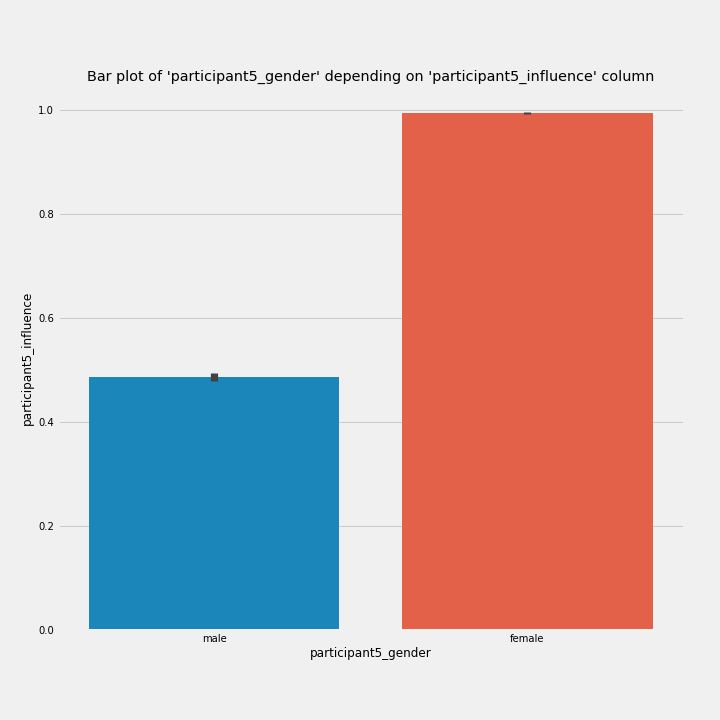 Bar plot of 'participant5_gender' depending on 'participant5_influence' column
participant5_influence
1.0
0.8
0.6
0.4
0.2
0.0
male female
participant5_gender